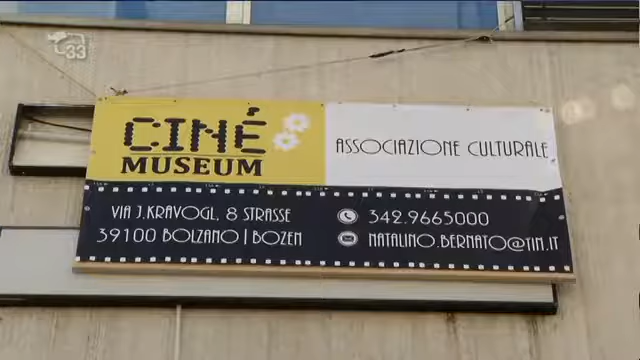 33
CINÉ
MUSEUM
ASSOCIAZIONE CULTURALE
VIA J.KRAVOGL, 8 STRASSE
39100 BOLZANO | BOZEN
342.9665000
NATALINO.BERNATO@TIN.IT